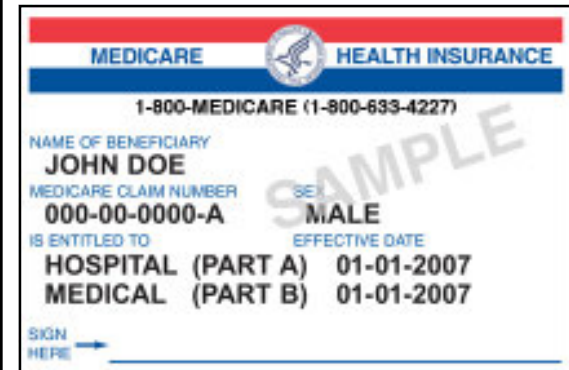 MEDICARE HEALTH INSURANCE
1-800-MEDICARE (1-800-633-4227)
NAME OF BENEFICIARY
JOHN DOE
MEDICARE CLAIM NUMBER SEX
000-00-0000-A MALE
IS ENTITLED TO EFFECTIVE DATE
HOSPITAL (PART A) 01-01-2007
MEDICAL (PART B) 01-01-2007
SIGN
HERE
SAMPLE